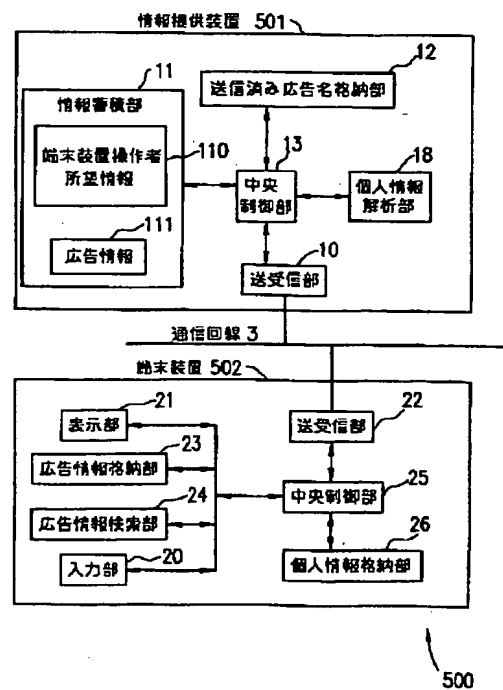 情報提供装置 501
11
12
情報蓄積部
送信済み広告名格納部
端末装置操作者
所望情報
110
13
中央
制御部
18
個人情報
解析部
111
広告情報
10
送受信部
通信回線 3
端末装置 502
21
表示部
22
送受信部
23
広告情報格納部
24
広告情報検索部
25
中央制御部
20
入力部
26
個人情報格納部
500